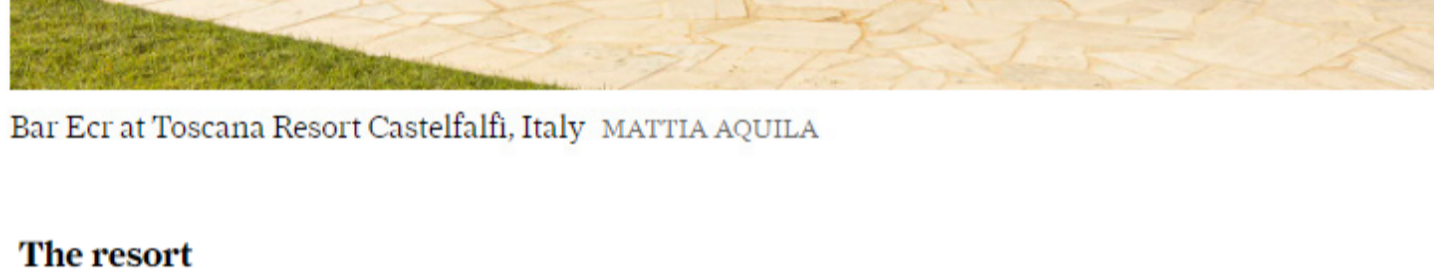 Bar Ecr at Toscana Resort Castelfalfi, Italy MATTIA AQUILA
The resort